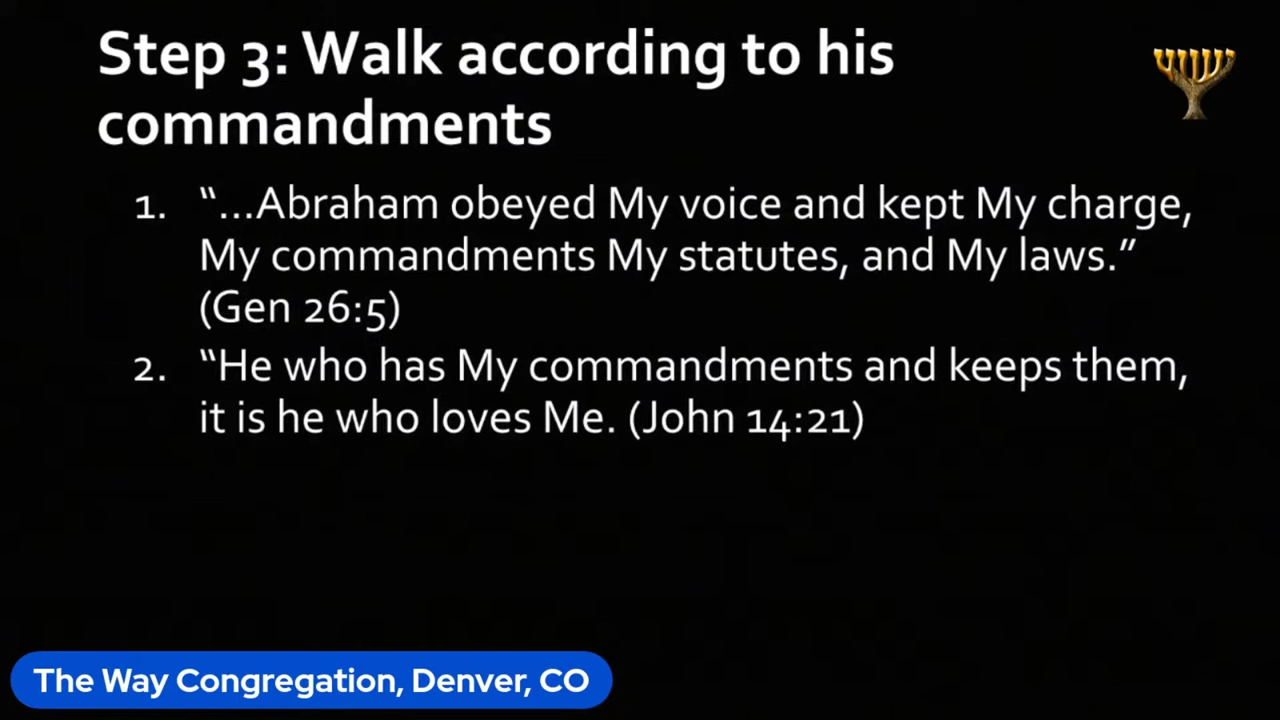 Step 3: Walk according to his
commandments
1. “...Abraham obeyed My voice and kept My charge,
My commandments My statutes, and My laws.”
(Gen 26:5)
2. “He who has My commandments and keeps them,
it is he who loves Me. (John 14:21)
The Way Congregation, Denver, CO